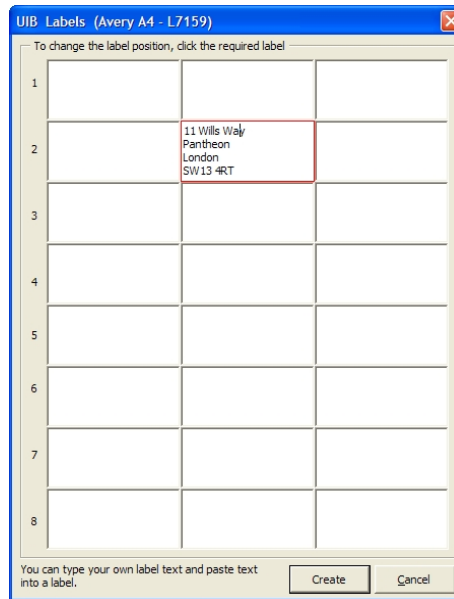 UIB Labels (Avery A4 - L7159)
To change the label position, click the required label
1
11 Wills Way
2
Pantheon
London
SW13 4RT
3
4
5
6
7
8
You can type your own label text and paste text
into a label.
Create
Cancel